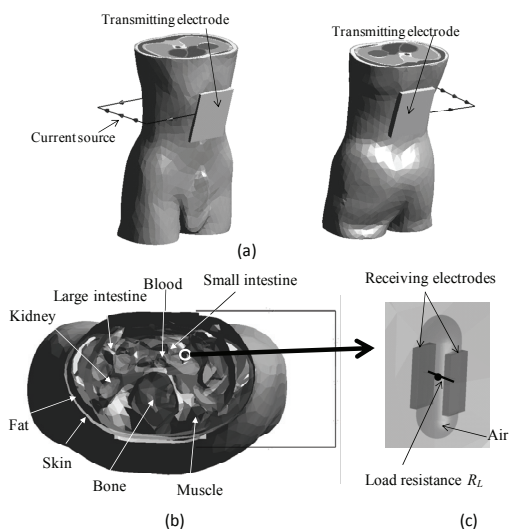 Transmitting electrode
Transmitting electrode
Current source
(a)
Blood
Small intestine
Large intestine
Kidney
Fat
Skin
Bone
Muscle
(b)
Receiving electrodes
Air
Load resistance R_L
(c)